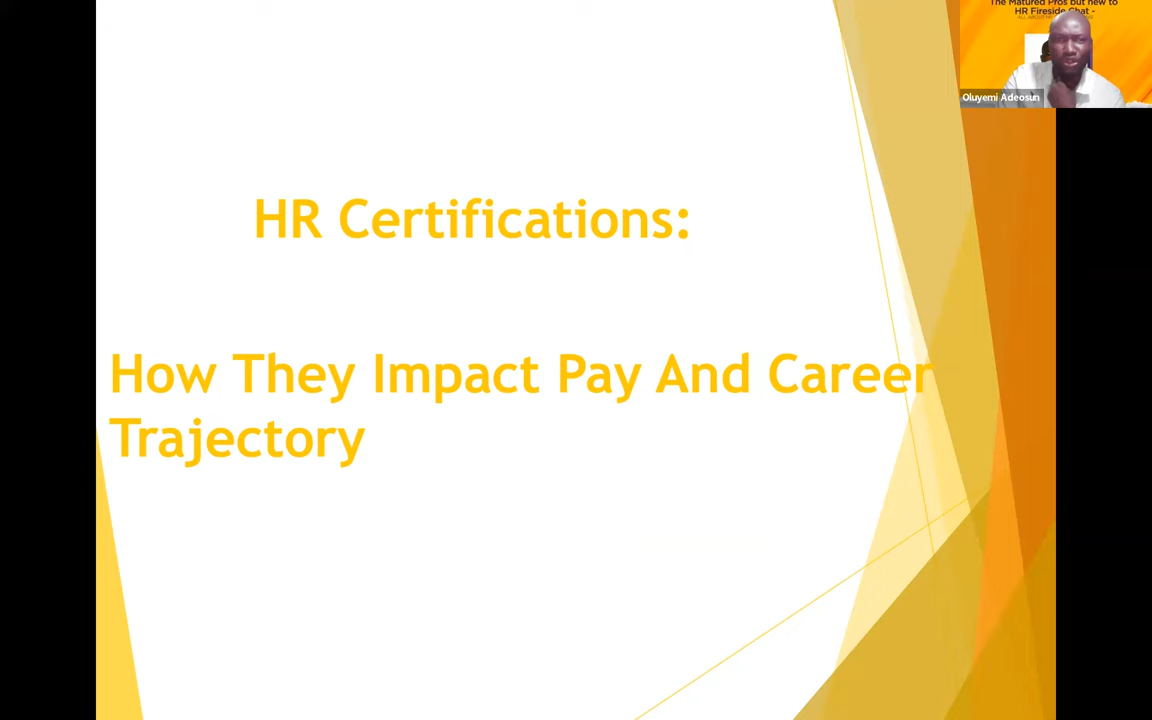 The Matured Pros but new to
HR Fireside Chat -
Oluyemi Adeosun
HR Certifications:
How They Impact Pay And Career
Trajectory